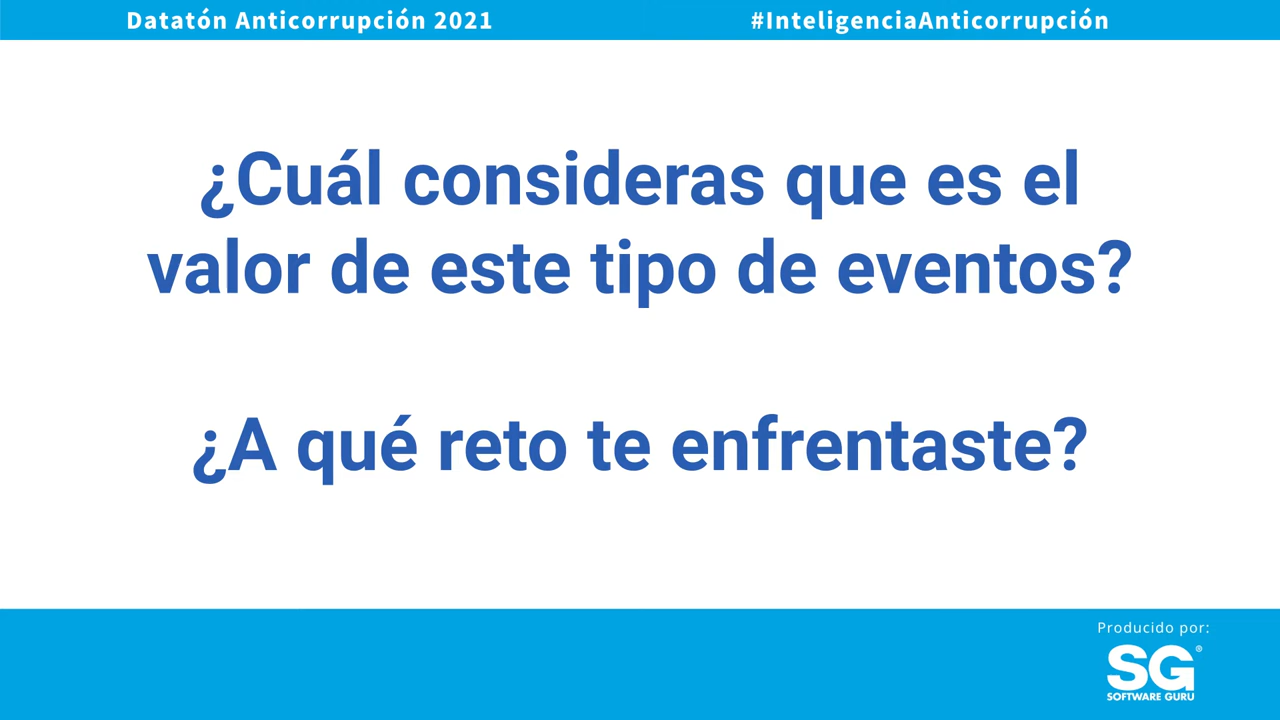 Datatón Anticorrupción 2021
#InteligenciaAnticorrupción
¿Cuál consideras que es el
valor de este tipo de eventos?
¿A qué reto te enfrentaste?
Producido por:
SG®
SOFTWARE GURU